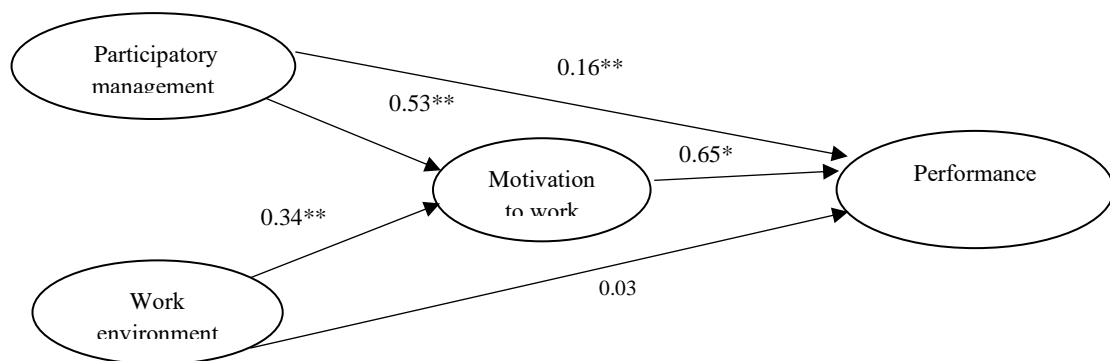 Participatory
management
0.16**
0.53**
0.65*
Motivation
to work
Performance
0.34**
0.03
Work
environment